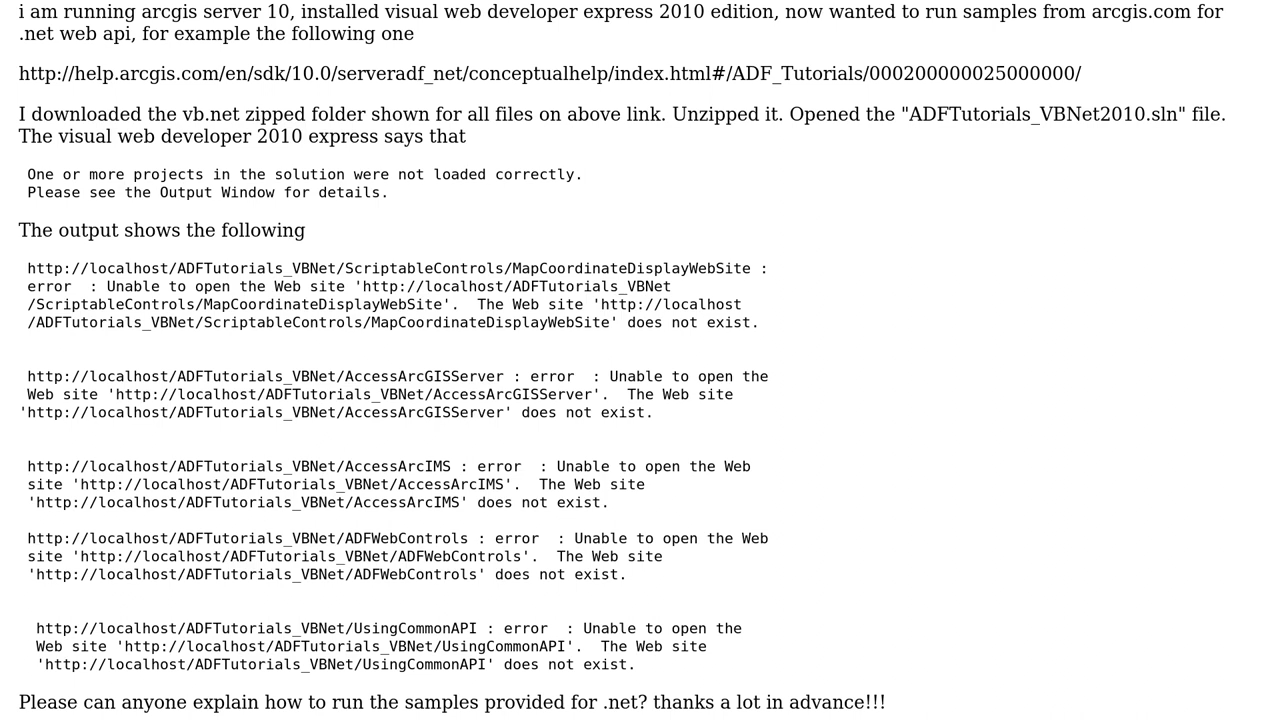 i am running arcgis server 10, installed visual web developer express 2010 edition, now wanted to run samples from arcgis.com for
.net web api, for example the following one
http://help.arcgis.com/en/sdk/10.0/serveradf_net/conceptualhelp/index.html#/ADF_Tutorials/000200000025000000/
I downloaded the vb.net zipped folder shown for all files on above link. Unzipped it. Opened the "ADFTutorials_VBNet2010.sln" file.
The visual web developer 2010 express says that
One or more projects in the solution were not loaded correctly.
Please see the Output Window for details.
The output shows the following
http://localhost/ADFTutorials_VBNet/ScriptableControls/MapCoordinateDisplayWebSite :
error  : Unable to open the Web site 'http://localhost/ADFTutorials_VBNet
/ScriptableControls/MapCoordinateDisplayWebSite'.  The Web site 'http://localhost
/ADFTutorials_VBNet/ScriptableControls/MapCoordinateDisplayWebSite' does not exist.
http://localhost/ADFTutorials_VBNet/AccessArcGISServer : error  : Unable to open the
Web site 'http://localhost/ADFTutorials_VBNet/AccessArcGISServer'.  The Web site
'http://localhost/ADFTutorials_VBNet/AccessArcGISServer' does not exist.
http://localhost/ADFTutorials_VBNet/AccessArcIMS : error  : Unable to open the Web
site 'http://localhost/ADFTutorials_VBNet/AccessArcIMS'.  The Web site
'http://localhost/ADFTutorials_VBNet/AccessArcIMS' does not exist.
http://localhost/ADFTutorials_VBNet/ADFWebControls : error  : Unable to open the Web
site 'http://localhost/ADFTutorials_VBNet/ADFWebControls'.  The Web site
'http://localhost/ADFTutorials_VBNet/ADFWebControls' does not exist.
http://localhost/ADFTutorials_VBNet/UsingCommonAPI : error  : Unable to open the
Web site 'http://localhost/ADFTutorials_VBNet/UsingCommonAPI'.  The Web site
'http://localhost/ADFTutorials_VBNet/UsingCommonAPI' does not exist.
Please can anyone explain how to run the samples provided for .net? thanks a lot in advance!!!